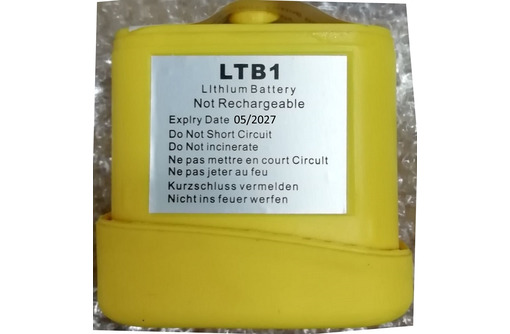 LTB1
LIthIum Battery
Not Rechargeable
ExpIry Date 05/2027
Do Not Short Circuit
Do Not incinerate
Ne pas mettre en court CircuIt
Ne pas jeter au feu
Kurzschluss vermelden
Nicht ins feuer werfen